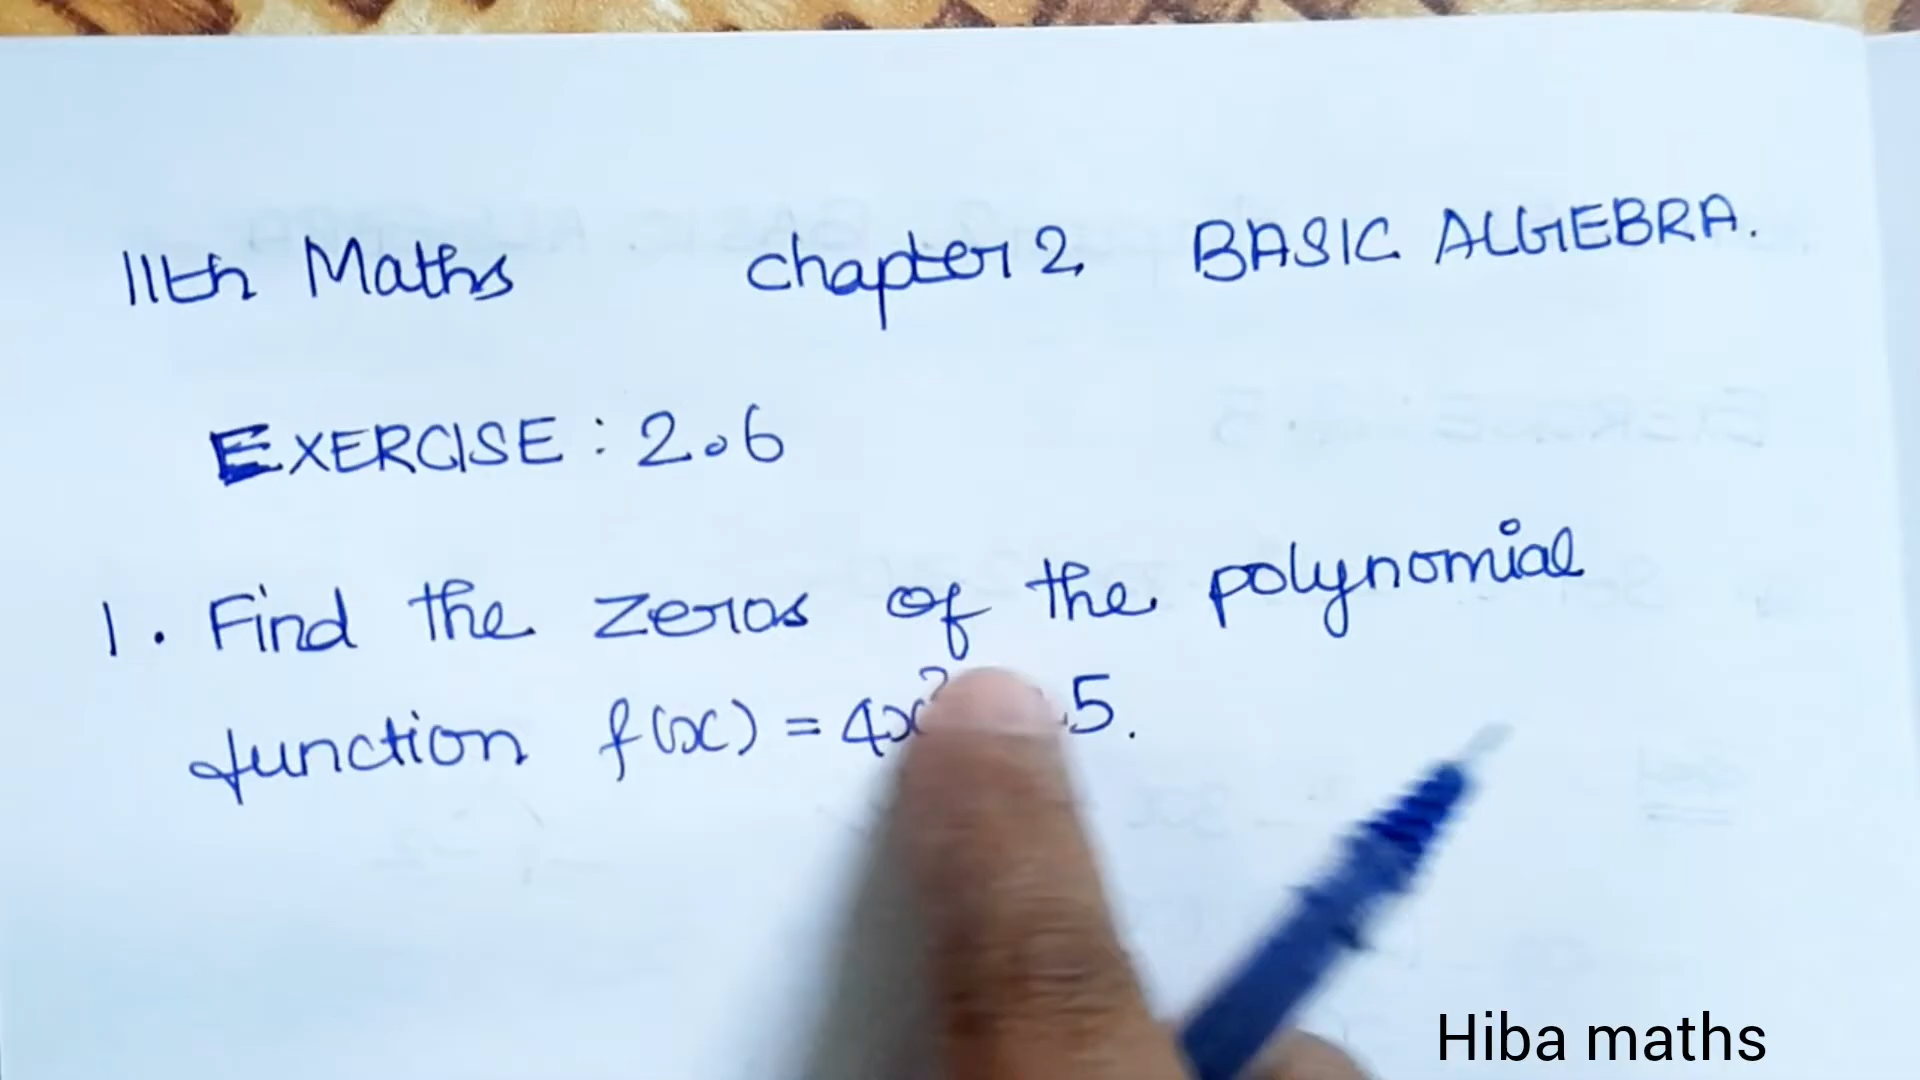 11th Maths chapter 2 BASIC ALGEBRA.
EXERCISE : 2.6
1. Find the zeros of the polynomial
function f(x) = 4x² 5.
Hiba maths